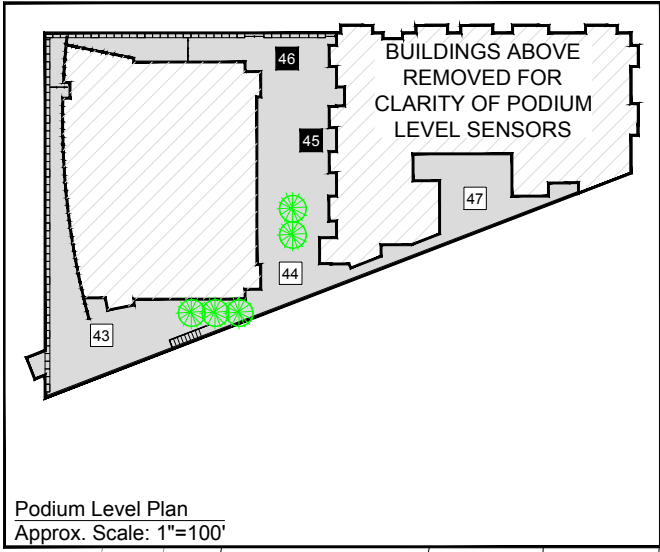 46
BUILDINGS ABOVE
REMOVED FOR
CLARITY OF PODIUM
LEVEL SENSORS
45
47
44
43
Podium Level Plan
Approx. Scale: 1"=100'